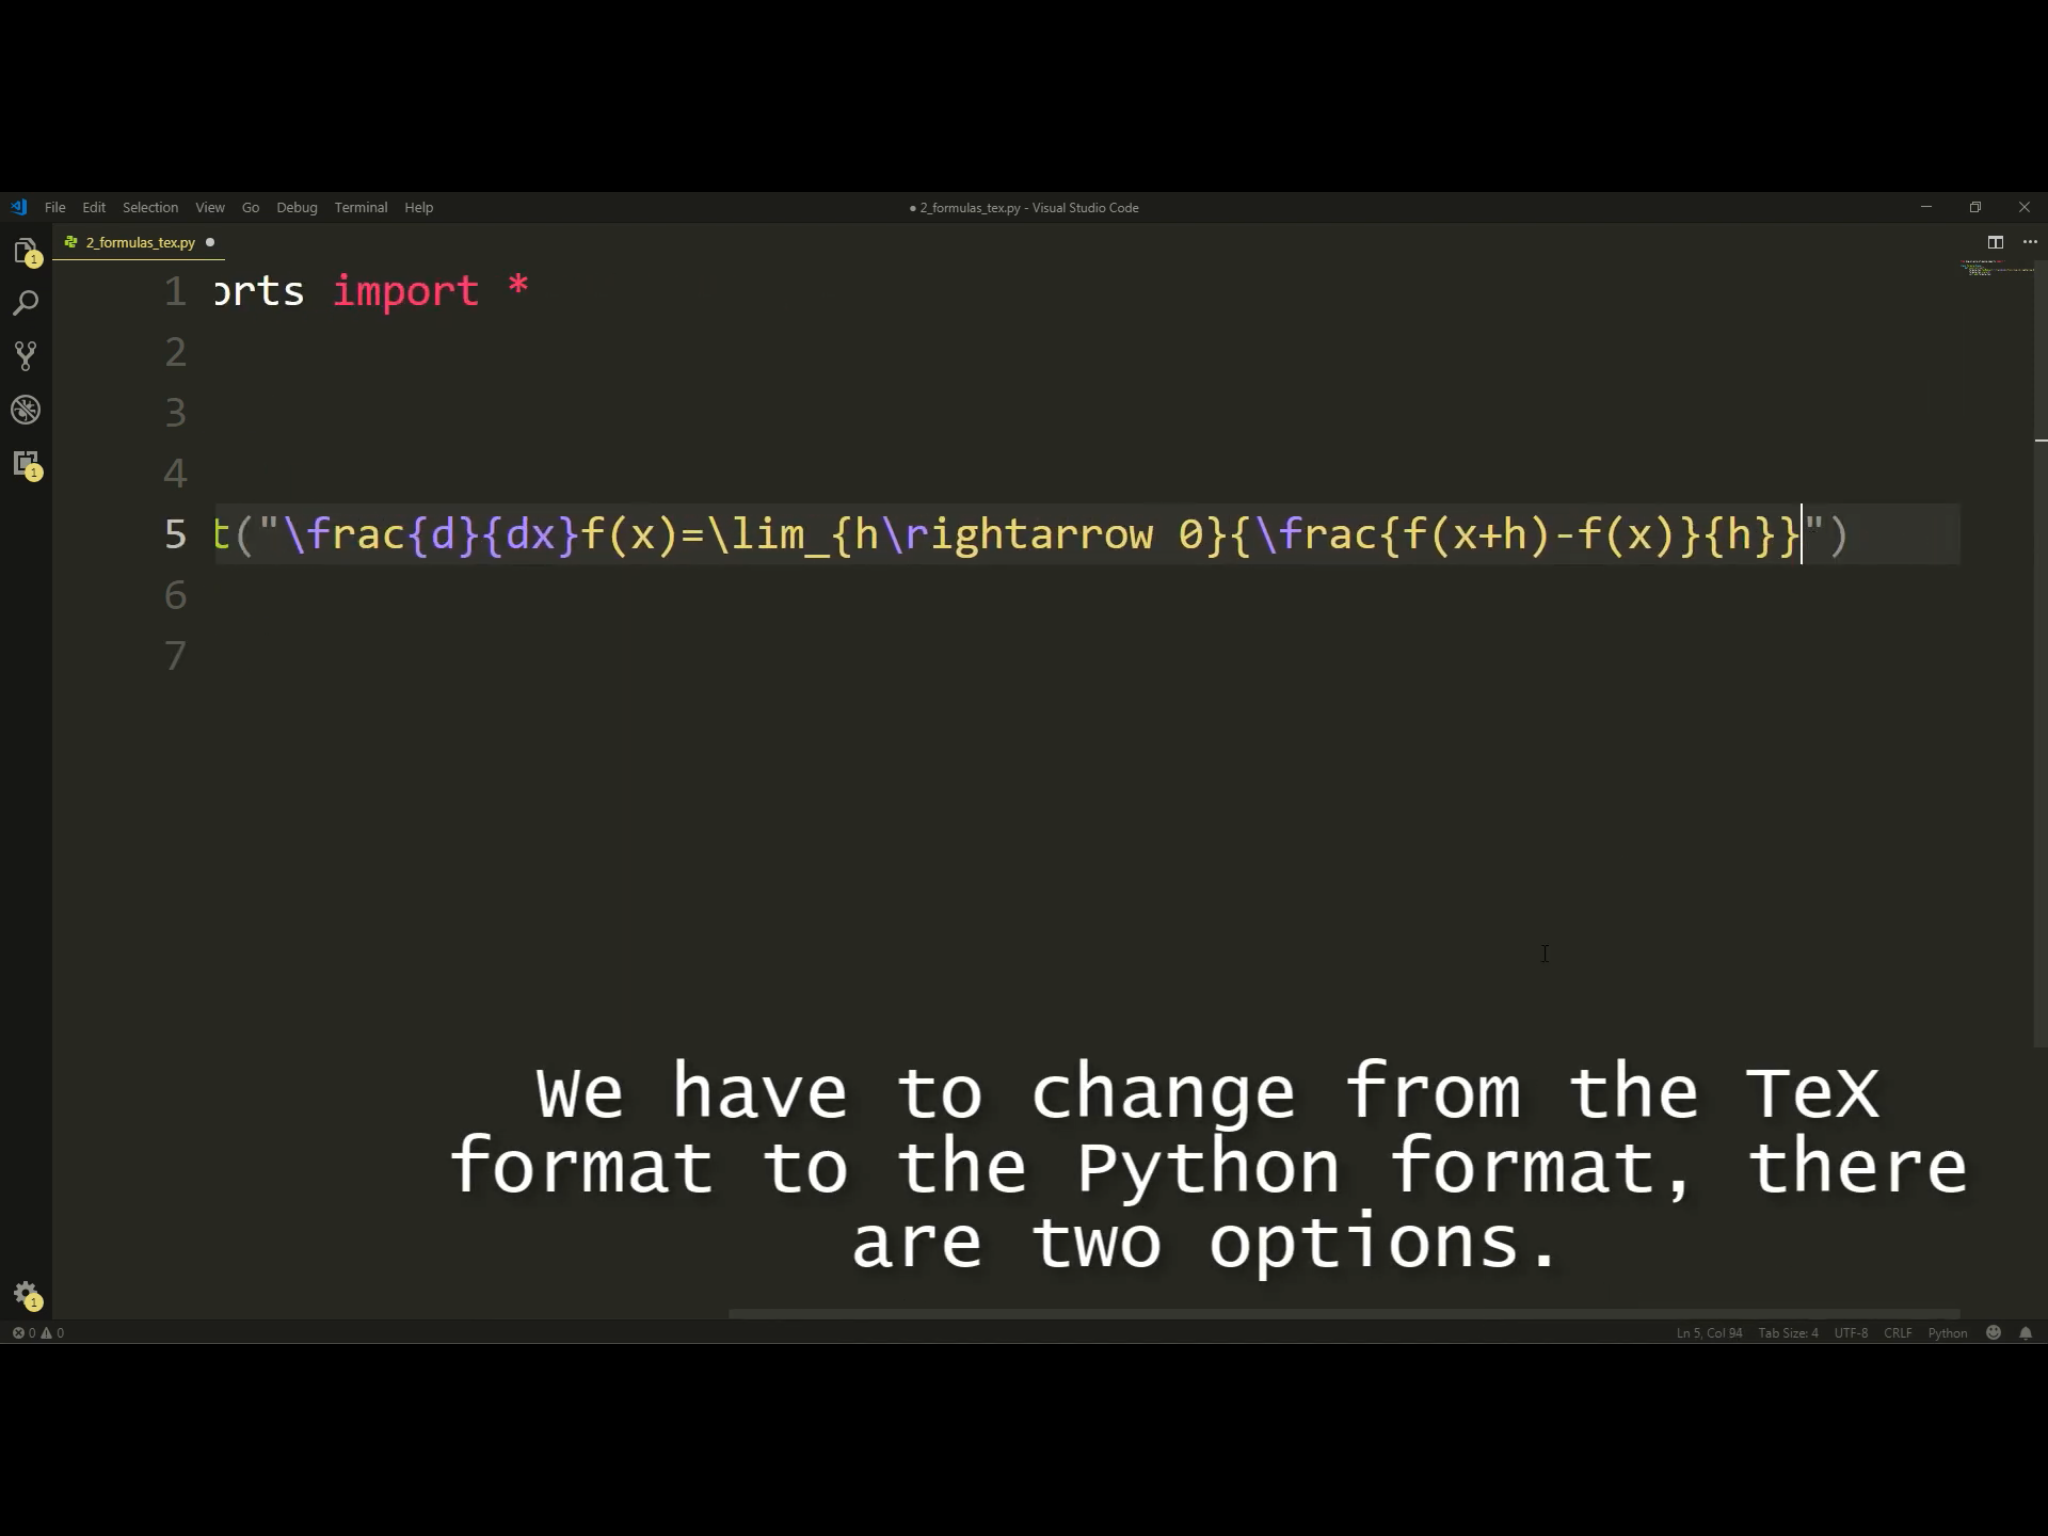 File Edit Selection View Go Debug Terminal Help
● 2_formulas_tex.py - Visual Studio Code
2_formulas_tex.py
1 orts import *
2
3
4
5 t("\frac{d}{dx}f(x)=\lim_{h\rightarrow 0}{\frac{f(x+h)-f(x)}{h}}")
6
7
We have to change from the TeX
format to the Python format, there
are two options.
0 0
Ln 5, Col 94 Tab Size: 4 UTF-8 CRLF Python